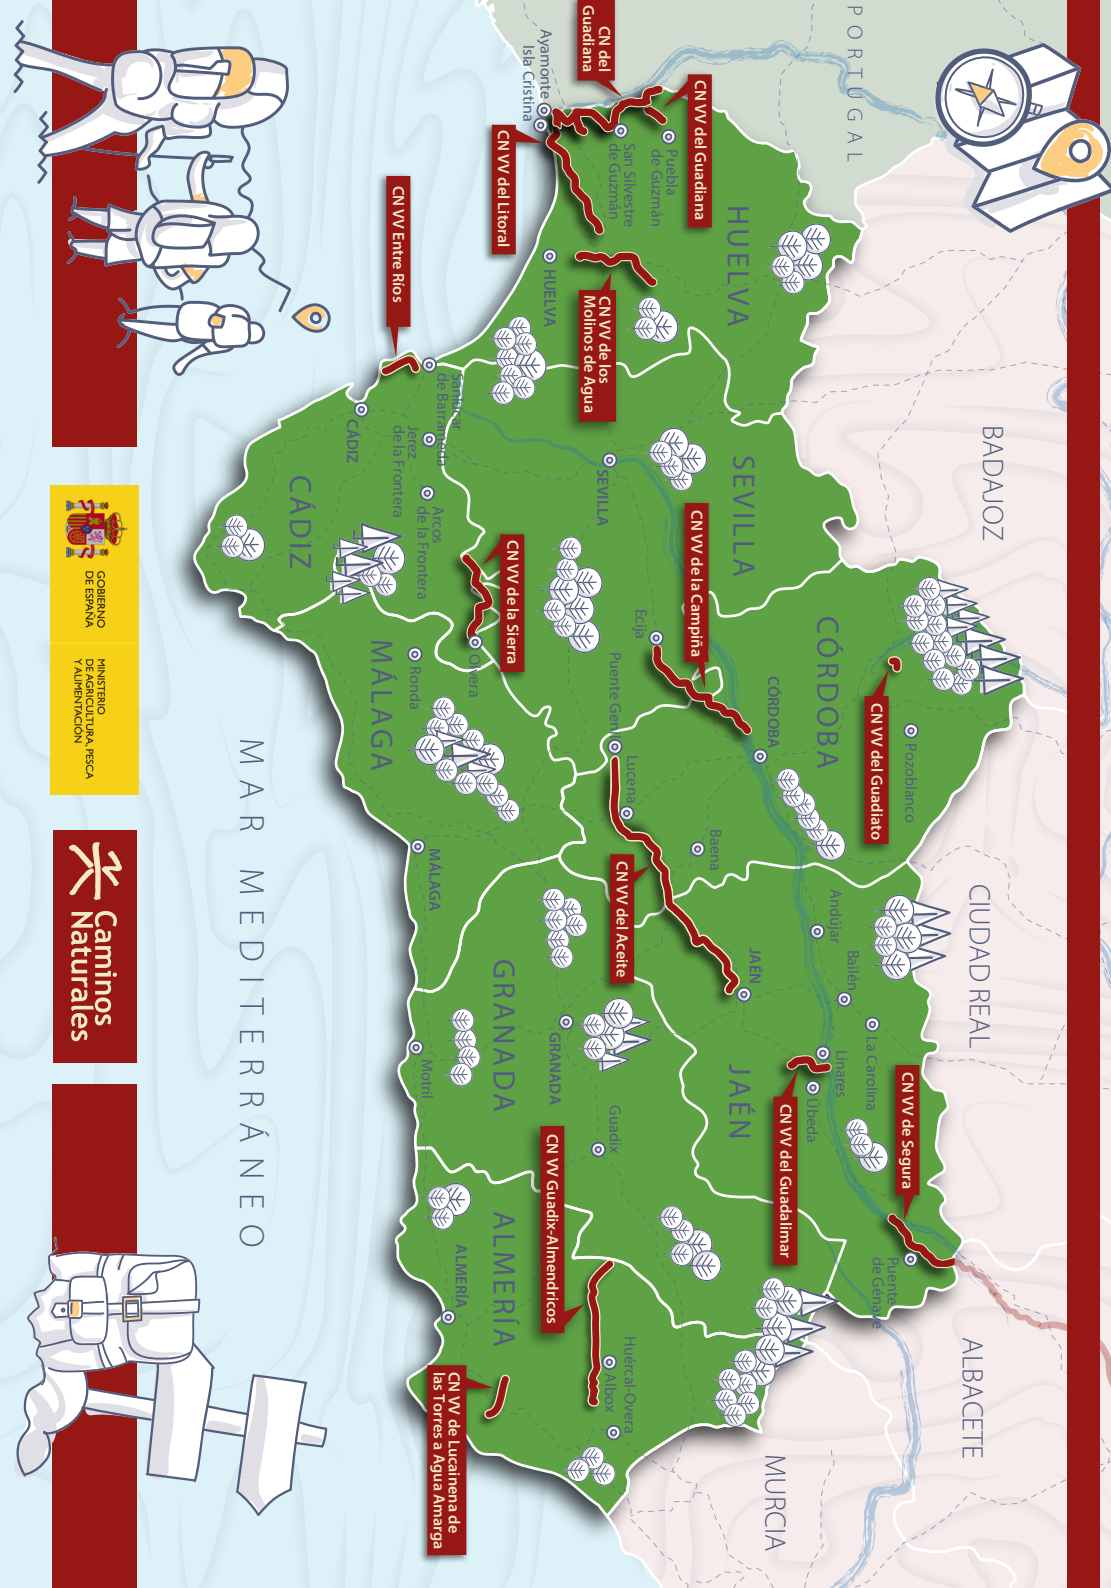 PORTUGAL
BADAJOZ
CIUDAD REAL
ALBACETE
MURCIA
CN del
Guadiana
CN VV del Guadiana
Ayamonte
Isla Cristina
Puebla
de Guzmán
San Silvestre
de Guzmán
HUELVA
CN VV del Litoral
HUELVA
CN VV de los
Molinos de Agua
CN VV Entre Ríos
Sanlúcar
de Barrameda
CÁDIZ
Jerez
de la Frontera
Arcos
de la Frontera
CÁDIZ
SEVILLA
SEVILLA
CN VV de la Campiña
CN VV de la Sierra
Olvera
Écija
Puente Genil
CÓRDOBA
CÓRDOBA
CN VV del Guadiato
Pozoblanco
MÁLAGA
Ronda
MÁLAGA
Lucena
Baena
CN VV del Aceite
Andújar
Bailén
La Carolina
Linares
Úbeda
JAÉN
JAÉN
CN VV de Segura
CN VV del Guadalimar
Puente
de Génave
GRANADA
GRANADA
Motril
Guadix
CN VV Guadix-Almendricos
ALMERÍA
ALMERÍA
Huércal-Overa
Albox
CN VV de Lucainena de
las Torres a Agua Amarga
MAR MEDITERRÁNEO
GOBIERNO
DE ESPAÑA
MINISTERIO
DE AGRICULTURA, PESCA
Y ALIMENTACIÓN
Caminos
Naturales